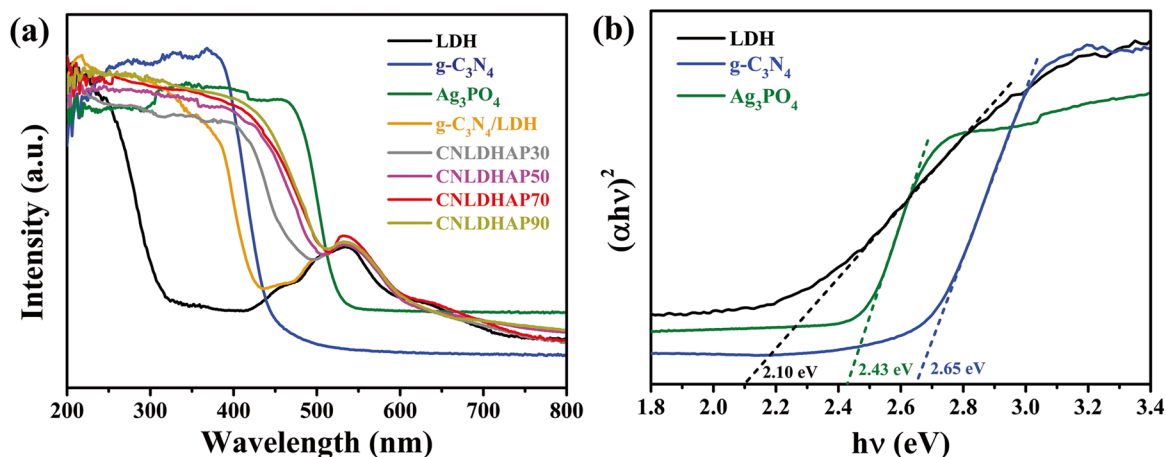 (a)
LDH
g-C₃N₄
Ag₃PO₄
g-C₃N₄/LDH
CNLDHAP30
CNLDHAP50
CNLDHAP70
CNLDHAP90
Intensity (a.u.)
200 300 400 500 600 700 800
Wavelength (nm)
(b)
LDH
g-C₃N₄
Ag₃PO₄
(αhν)²
2.10 eV
2.43 eV
2.65 eV
1.8 2.0 2.2 2.4 2.6 2.8 3.0 3.2 3.4
hν (eV)